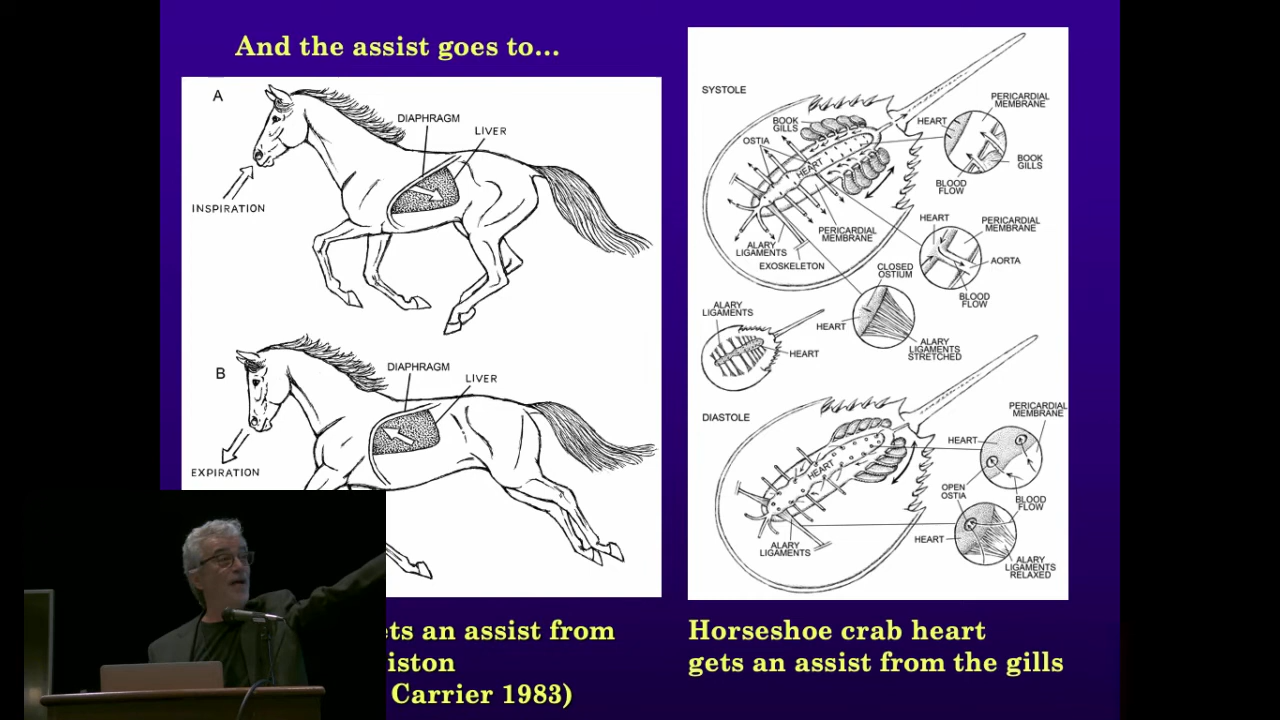 And the assist goes to...
A
DIAPHRAGM
LIVER
INSPIRATION
B
DIAPHRAGM
LIVER
EXPIRATION
an assist from
Carrier 1983)
SYSTOLE
BOOK
GILLS
OSTIA
HEART
ALARY
LIGAMENTS
EXOSKELETON
PERICARDIAL
MEMBRANE
HEART
PERICARDIAL
MEMBRANE
BOOK
GILLS
BLOOD
FLOW
HEART
PERICARDIAL
MEMBRANE
AORTA
BLOOD
FLOW
CLOSED
OSTIUM
HEART
ALARY
LIGAMENTS
STRETCHED
ALARY
LIGAMENTS
HEART
DIASTOLE
HEART
ALARY
LIGAMENTS
PERICARDIAL
MEMBRANE
HEART
OPEN
OSTIA
BLOOD
FLOW
HEART
ALARY
LIGAMENTS
RELAXED
Horseshoe crab heart
gets an assist from the gills